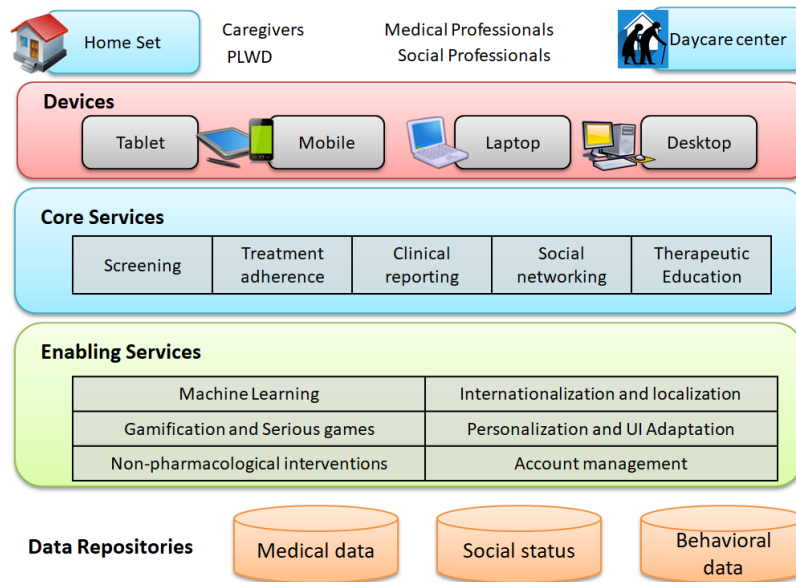 Home Set
Caregivers
PLWD
Medical Professionals
Social Professionals
Daycare center
Devices
Tablet
Mobile
Laptop
Desktop
Core Services
Screening
Treatment
adherence
Clinical
reporting
Social
networking
Therapeutic
Education
Enabling Services
Machine Learning
Internationalization and localization
Gamification and Serious games
Personalization and UI Adaptation
Non-pharmacological interventions
Account management
Data Repositories
Medical data
Social status
Behavioral
data